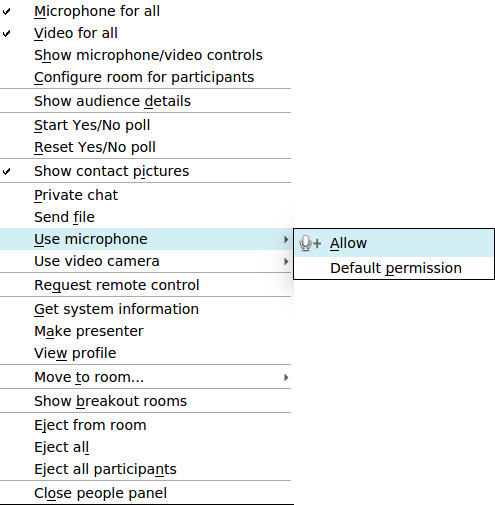 Microphone for all
Video for all
Show microphone/video controls
Configure room for participants
Show audience details
Start Yes/No poll
Reset Yes/No poll
Show contact pictures
Private chat
Send file
Use microphone
Allow
Default permission
Use video camera
Request remote control
Get system information
Make presenter
View profile
Move to room...
Show breakout rooms
Eject from room
Eject all
Eject all participants
Close people panel